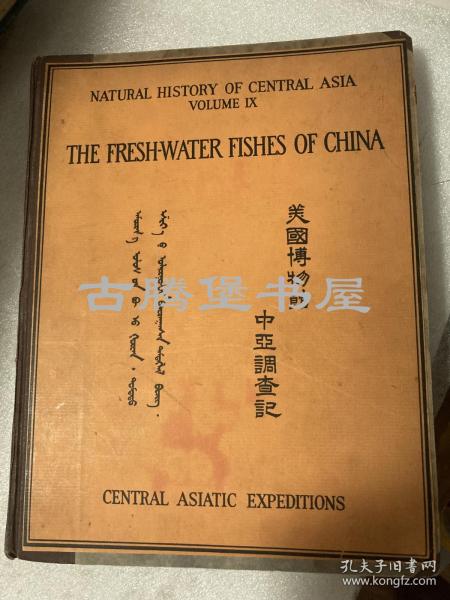 NATURAL HISTORY OF CENTRAL ASIA
VOLUME IX
THE FRESH-WATER FISHES OF CHINA
美國博物館
中亞調查記
古腾堡书屋
CENTRAL ASIATIC EXPEDITIONS
孔夫子旧书网
www.kongfz.com